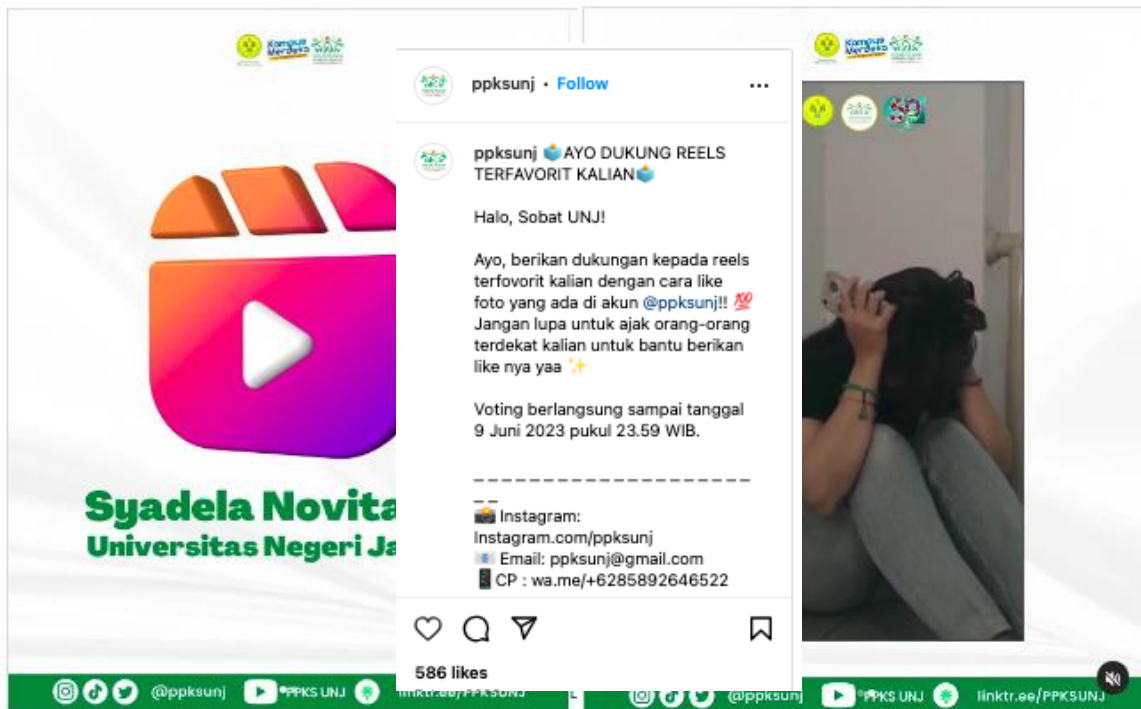 Kampus
Merdeka
Syadela Novita
Universitas Negeri Ja
@ppksunj
PPKS UNJ
linktr.ee/PPKSUNJ
ppksunj • Follow
ppksunj AYO DUKUNG REELS
TERFAVORIT KALIAN
Halo, Sobat UNJ!
Ayo, berikan dukungan kepada reels
terfovorit kalian dengan cara like
foto yang ada di akun @ppksunj!! 💯
Jangan lupa untuk ajak orang-orang
terdekat kalian untuk bantu berikan
like nya yaa ✨
Voting berlangsung sampai tanggal
9 Juni 2023 pukul 23.59 WIB.
Instagram:
Instagram.com/ppksunj
Email: ppksunj@gmail.com
CP : wa.me/+6285892646522
586 likes
Kampus
Merdeka
@ppksunj
PPKS UNJ
linktr.ee/PPKSUNJ